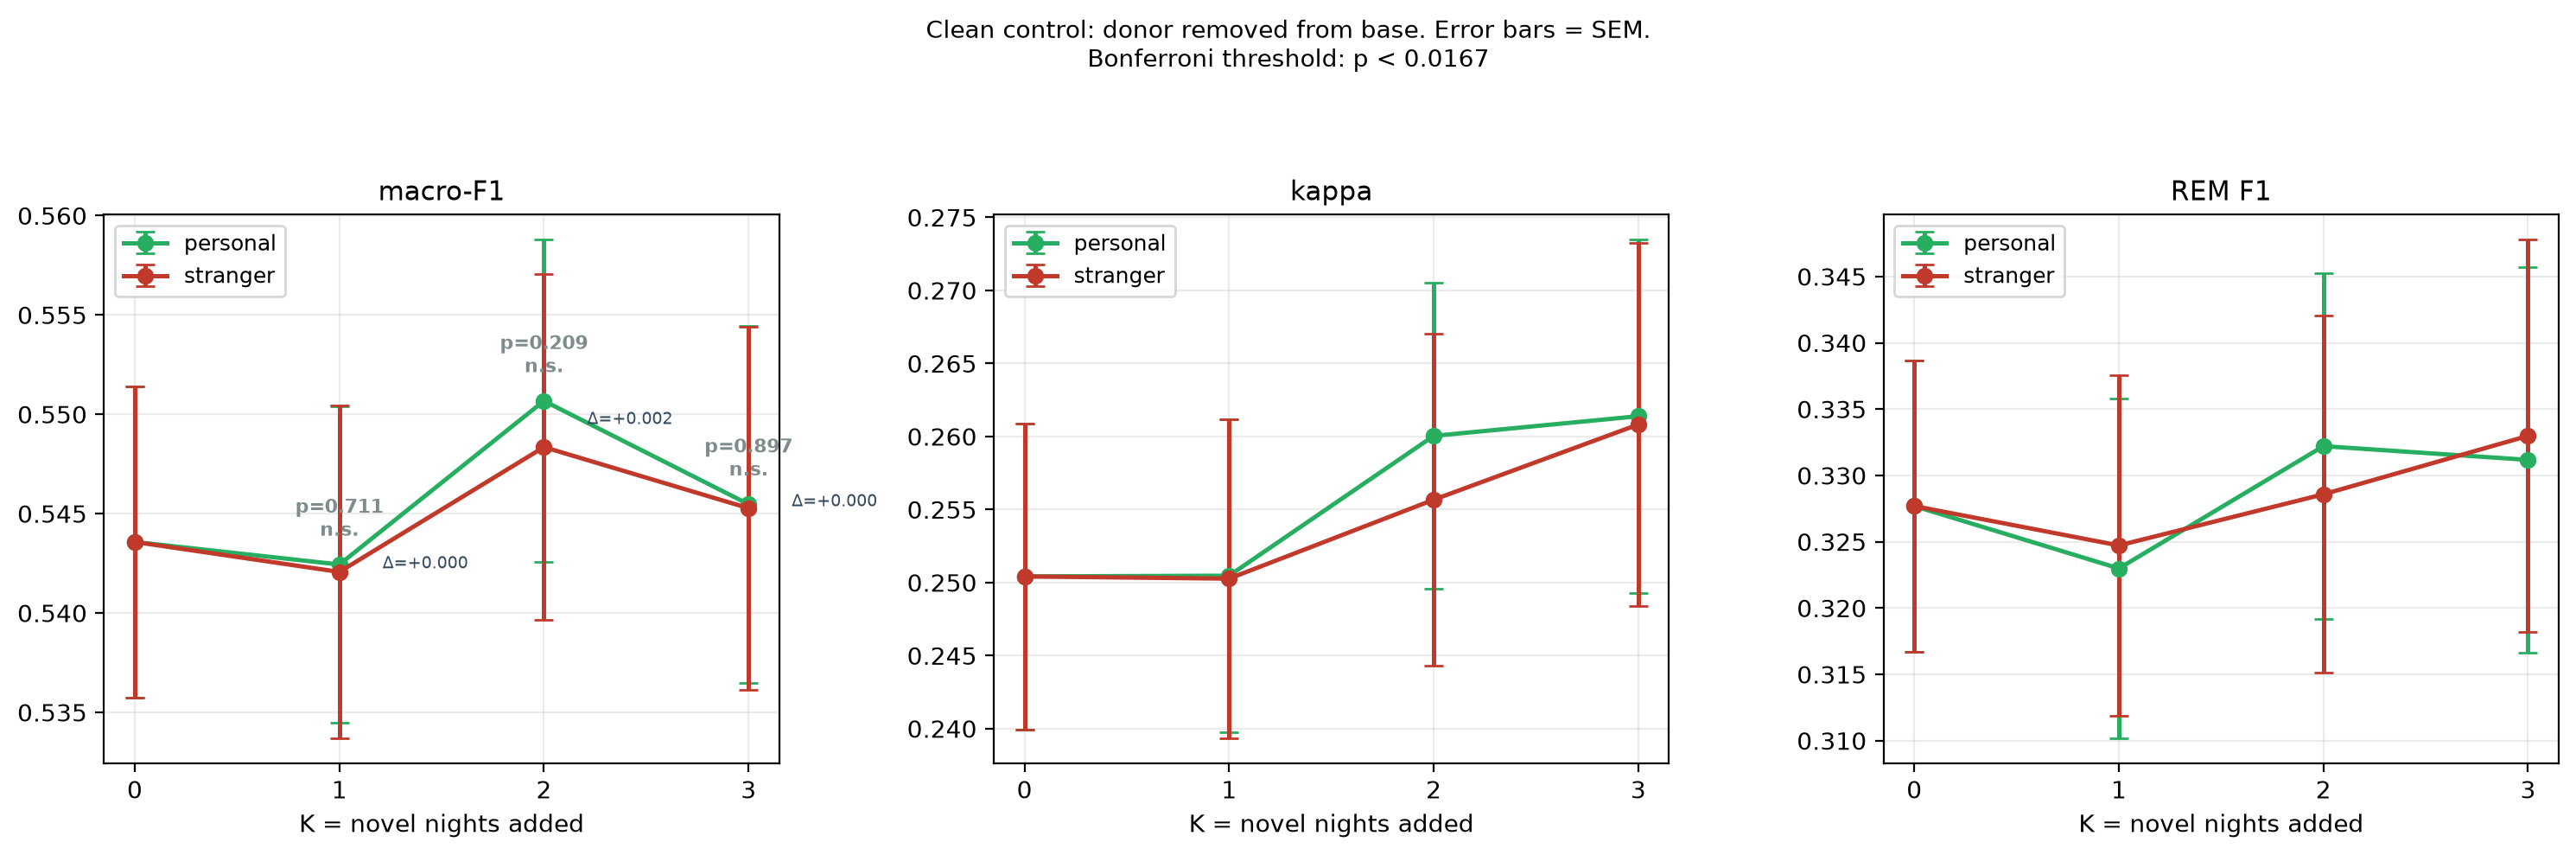 Clean control: donor removed from base. Error bars = SEM.
Bonferroni threshold: p < 0.0167
macro-F1
personal
stranger
0.560
0.555
0.550
0.545
0.540
0.535
p=0.711
n.s.
Δ=+0.000
p=0.209
n.s.
Δ=+0.002
p=0.897
n.s.
Δ=+0.000
0
1
2
3
K = novel nights added
kappa
personal
stranger
0.275
0.270
0.265
0.260
0.255
0.250
0.245
0.240
0
1
2
3
K = novel nights added
REM F1
personal
stranger
0.345
0.340
0.335
0.330
0.325
0.320
0.315
0.310
0
1
2
3
K = novel nights added